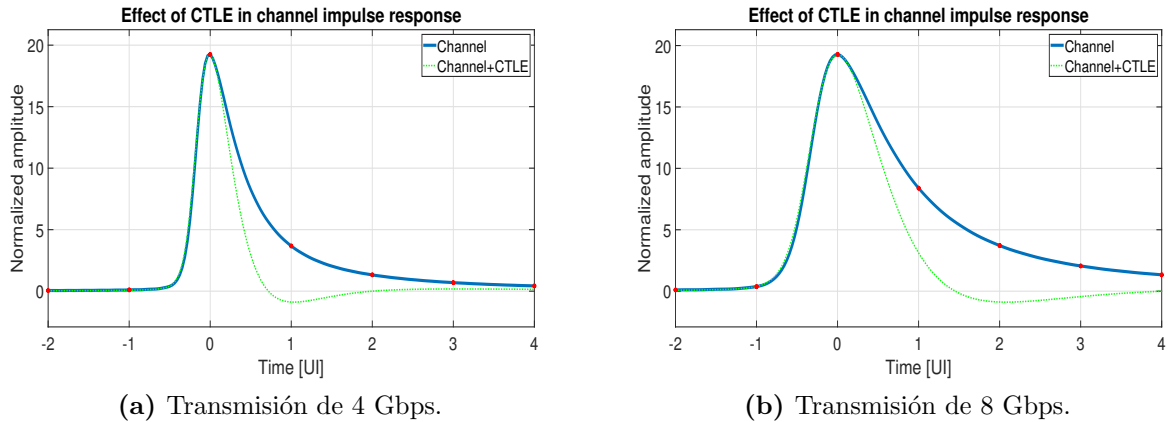 Effect of CTLE in channel impulse response
Channel
Channel+CTLE
Normalized amplitude
20
15
10
5
0
-2 -1 0 1 2 3 4
Time [UI]
(a) Transmisión de 4 Gbps.
Effect of CTLE in channel impulse response
Channel
Channel+CTLE
Normalized amplitude
20
15
10
5
0
-2 -1 0 1 2 3 4
Time [UI]
(b) Transmisión de 8 Gbps.